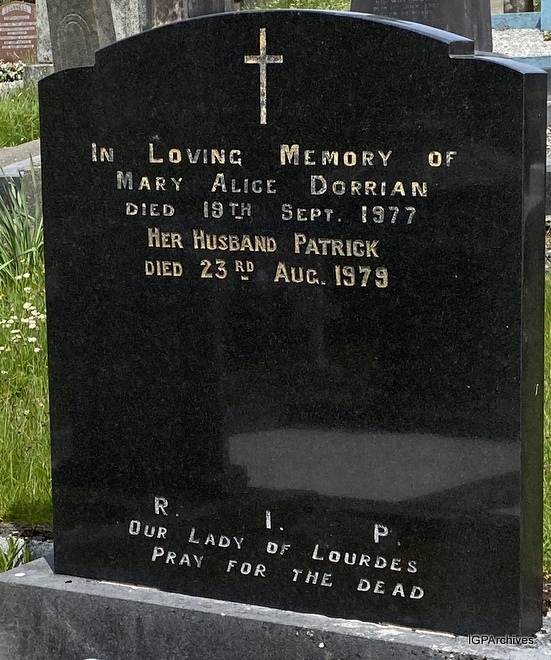 In Loving Memory of
Mary Alice Dorrian
died 19th Sept. 1977
Her Husband Patrick
died 23rd Aug. 1979
R. I. P.
Our Lady of Lourdes
Pray for the dead
IGPArchives